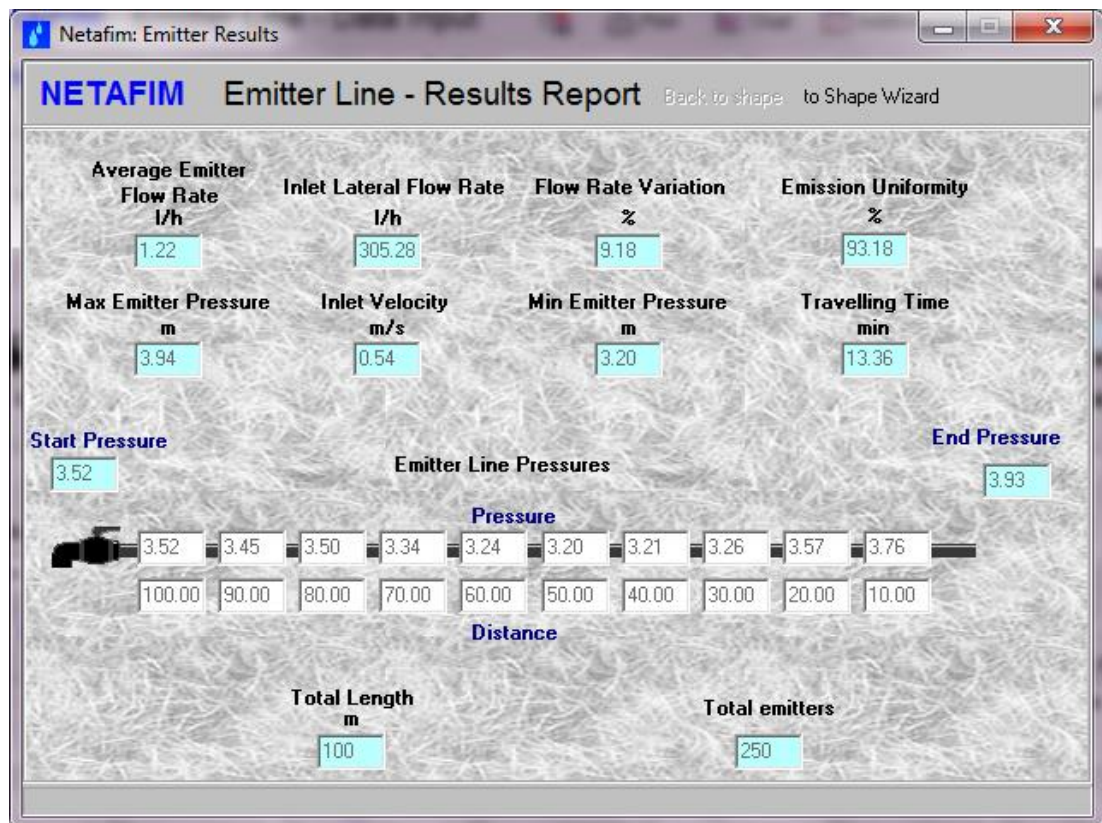 Netafim: Emitter Results
NETAFIM Emitter Line - Results Report Back to shape to Shape Wizard
Average Emitter
Flow Rate
l/h
1.22
Inlet Lateral Flow Rate
l/h
305.28
Flow Rate Variation
%
9.18
Emission Uniformity
%
93.18
Max Emitter Pressure
m
3.94
Inlet Velocity
m/s
0.54
Min Emitter Pressure
m
3.20
Travelling Time
min
13.36
Start Pressure
3.52
Emitter Line Pressures
End Pressure
3.93
Pressure
3.52 3.45 3.50 3.34 3.24 3.20 3.21 3.26 3.57 3.76
100.00 90.00 80.00 70.00 60.00 50.00 40.00 30.00 20.00 10.00
Distance
Total Length
m
100
Total emitters
250